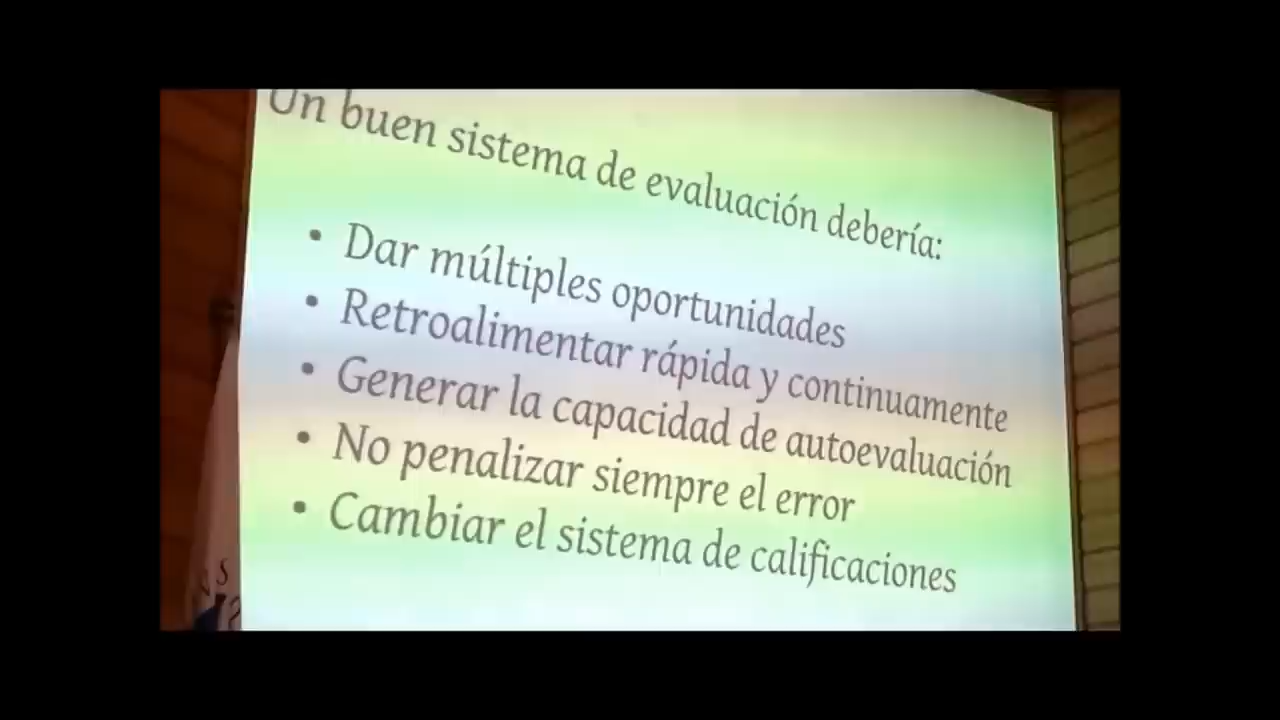 Un buen sistema de evaluación debería:
• Dar múltiples oportunidades
• Retroalimentar rápida y continuamente
• Generar la capacidad de autoevaluación
• No penalizar siempre el error
• Cambiar el sistema de calificaciones